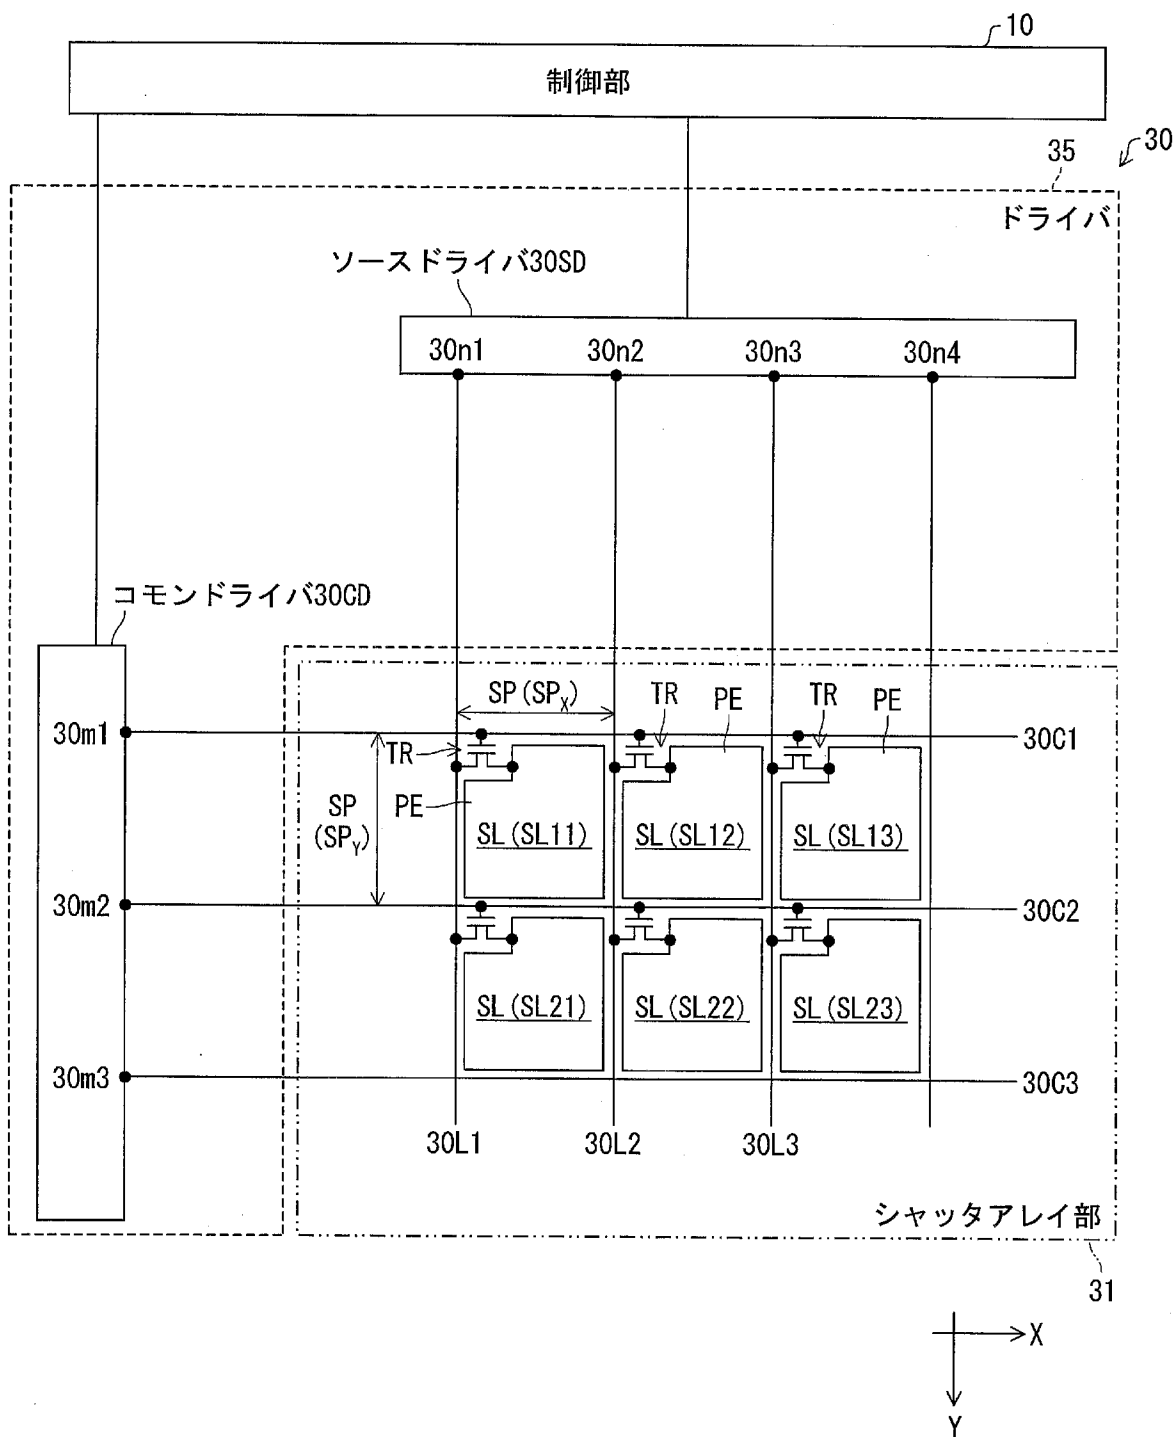 10
制御部
30
35
ドライバ
ソースドライバ30SD
30n1 30n2 30n3 30n4
コモンドライバ30CD
SP(SPX) TR PE TR PE
30m1 30C1
TR
SP
(SPY)
PE
SL(SL11) SL(SL12) SL(SL13)
30m2 30C2
SL(SL21) SL(SL22) SL(SL23)
30m3 30C3
30L1 30L2 30L3
シャッタアレイ部
31
X
Y